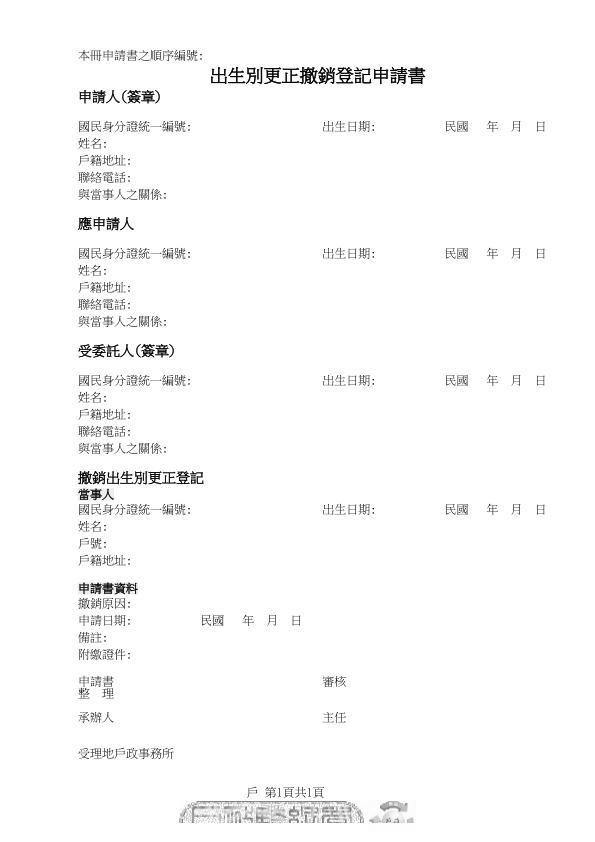 本冊申請書之順序編號:
出生別更正撤銷登記申請書
申請人(簽章)
國民身分證統一編號: 出生日期: 民國 年 月 日
姓名:
戶籍地址:
聯絡電話:
與當事人之關係:
應申請人
國民身分證統一編號: 出生日期: 民國 年 月 日
姓名:
戶籍地址:
聯絡電話:
與當事人之關係:
受委託人(簽章)
國民身分證統一編號: 出生日期: 民國 年 月 日
姓名:
戶籍地址:
聯絡電話:
與當事人之關係:
撤銷出生別更正登記
當事人
國民身分證統一編號: 出生日期: 民國 年 月 日
姓名:
戶號:
戶籍地址:
申請書資料
撤銷原因:
申請日期: 民國 年 月 日
備註:
附繳證件:
申請書 審核
整 理
承辦人 主任
受理地戶政事務所
戶 第1頁共1頁